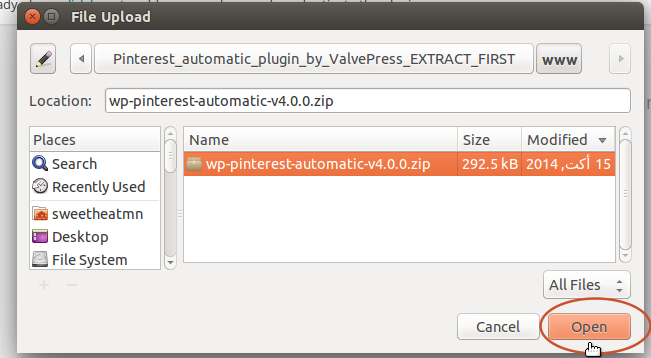 File Upload
Pinterest_automatic_plugin_by_ValvePress_EXTRACT_FIRST www
Location: wp-pinterest-automatic-v4.0.0.zip
Places Name Size Modified
Search wp-pinterest-automatic-v4.0.0.zip 292.5 kB 15 أكت, 2014
Recently Used
sweetheatmn
Desktop
File System
All Files
Cancel Open